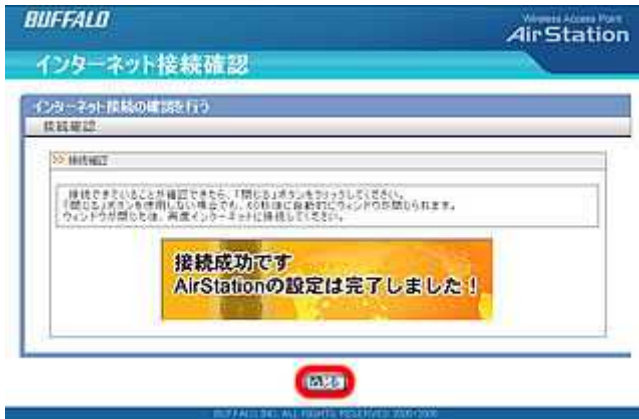 BUFFALO
Wireless Access Point
AirStation
インターネット接続確認
インターネット接続の確認を行う
接続確認
>> 接続確認
接続できていることが確認できたら、「閉じる」ボタンをクリックしてください。
「閉じる」ボタンを使用しない場合でも、60秒後に自動的にウィンドウが閉じられます。
ウィンドウが閉じた後、再度インターネットに接続してください。
接続成功です
AirStationの設定は完了しました！
閉じる
BUFFALO INC. ALL RIGHTS RESERVED